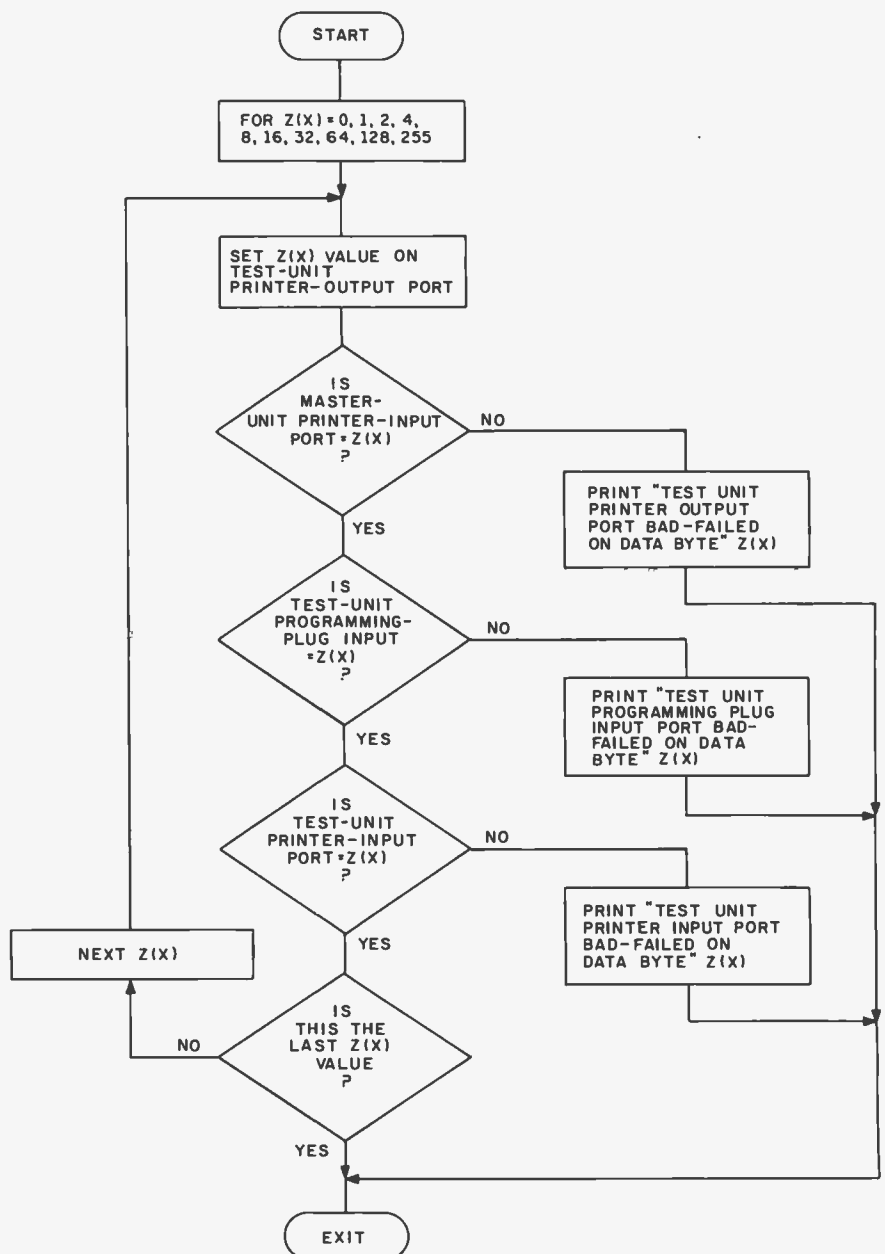 START
FOR Z(X)=0, 1, 2, 4,
8, 16, 32, 64, 128, 255
SET Z(X) VALUE ON
TEST-UNIT
PRINTER-OUTPUT PORT
IS
MASTER-
UNIT PRINTER-INPUT
PORT=Z(X)
?
NO
PRINT "TEST UNIT
PRINTER OUTPUT
PORT BAD-FAILED
ON DATA BYTE" Z(X)
YES
IS
TEST-UNIT
PROGRAMMING-
PLUG INPUT
=Z(X)
?
NO
PRINT "TEST UNIT
PROGRAMMING PLUG
INPUT PORT BAD-
FAILED ON DATA
BYTE" Z(X)
YES
IS
TEST-UNIT
PRINTER-INPUT
PORT=Z(X)
?
NO
PRINT "TEST UNIT
PRINTER INPUT PORT
BAD-FAILED ON
DATA BYTE" Z(X)
YES
NEXT Z(X)
IS
THIS THE
LAST Z(X)
VALUE
?
NO
YES
EXIT